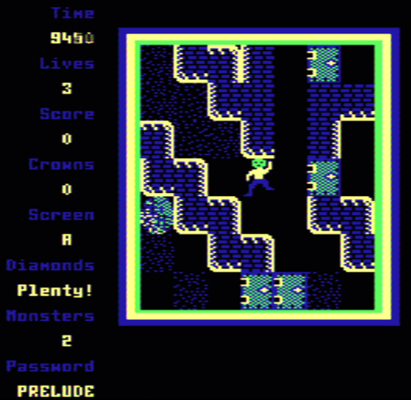 Time
9450
Lives
3
Score
0
Crowns
0
Screen
A
Diamonds
Plenty!
Monsters
2
Password
PRELUDE